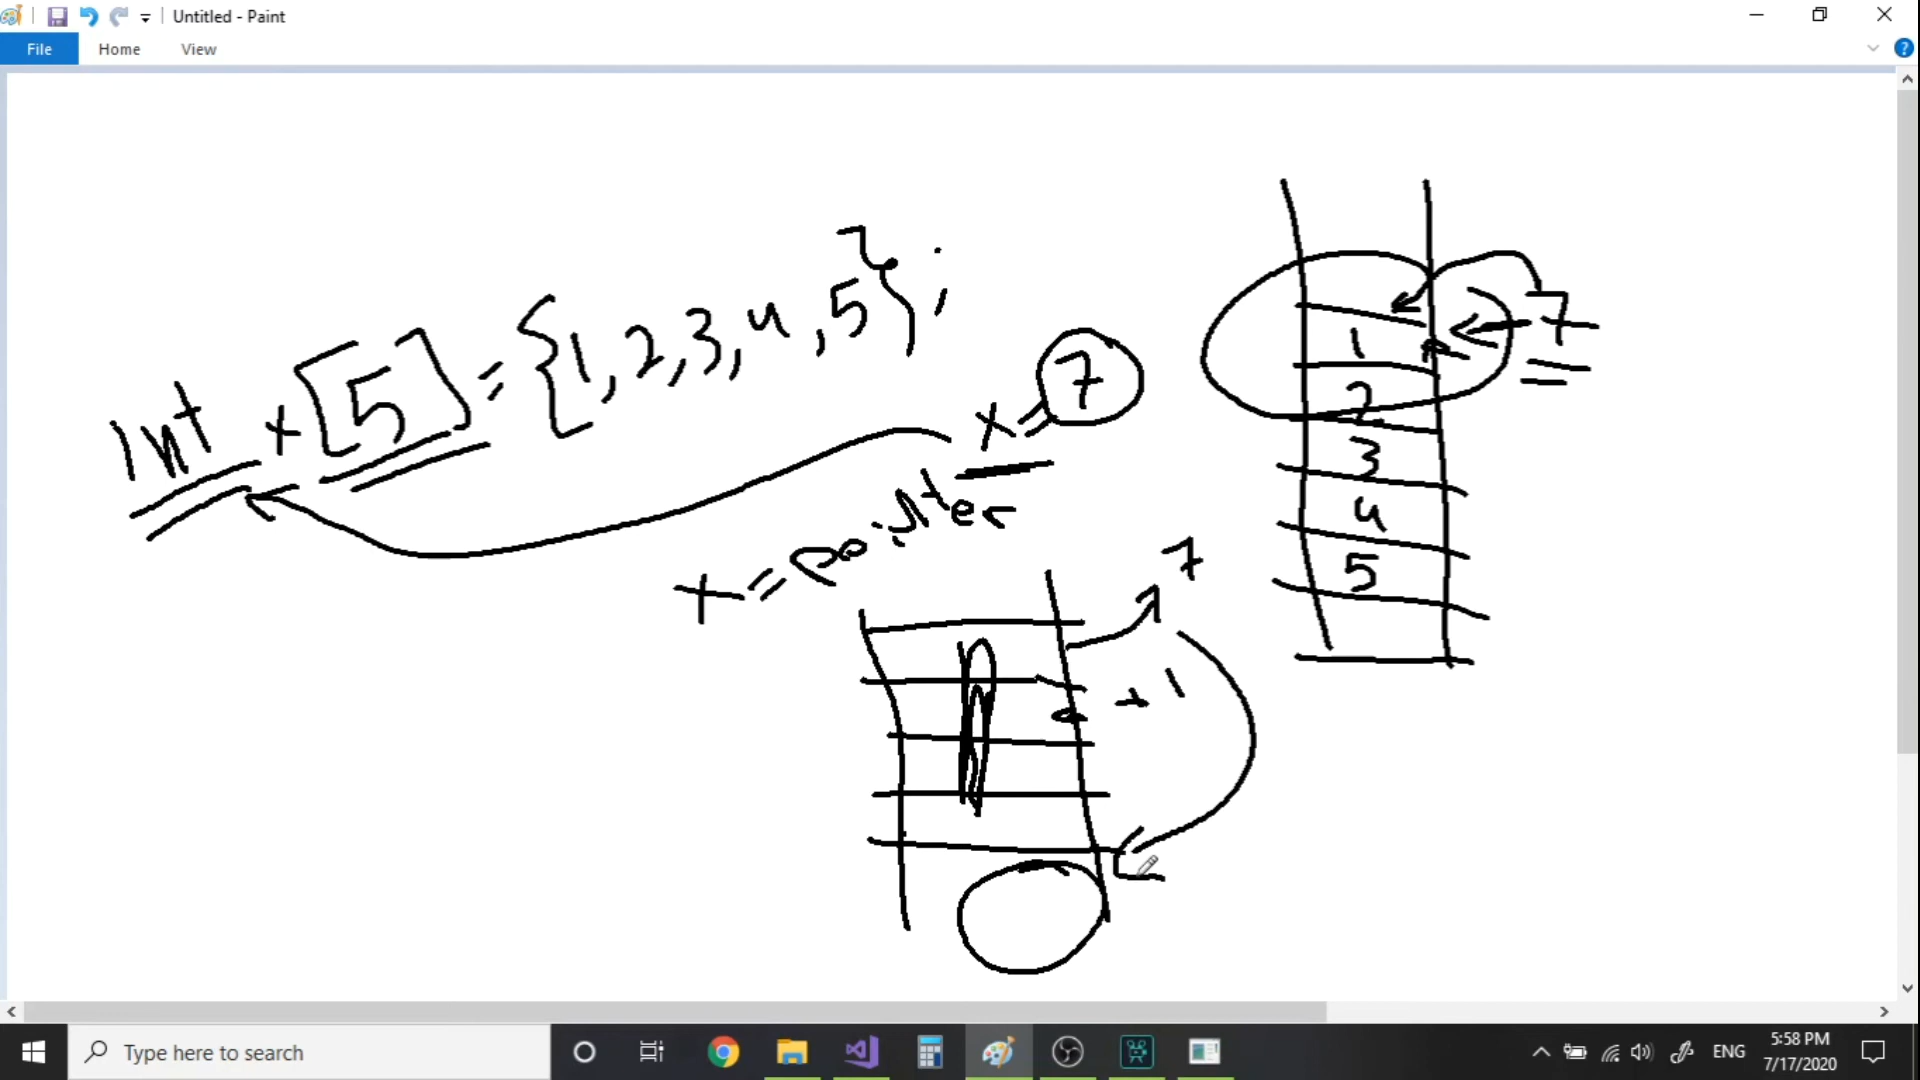 Untitled - Paint
File Home View
Int x [5] = {1, 2, 3, 4, 5};
x = 7
x = pointer
7
+ 1
7
1
2
3
4
5
Type here to search
ENG
5:58 PM
7/17/2020